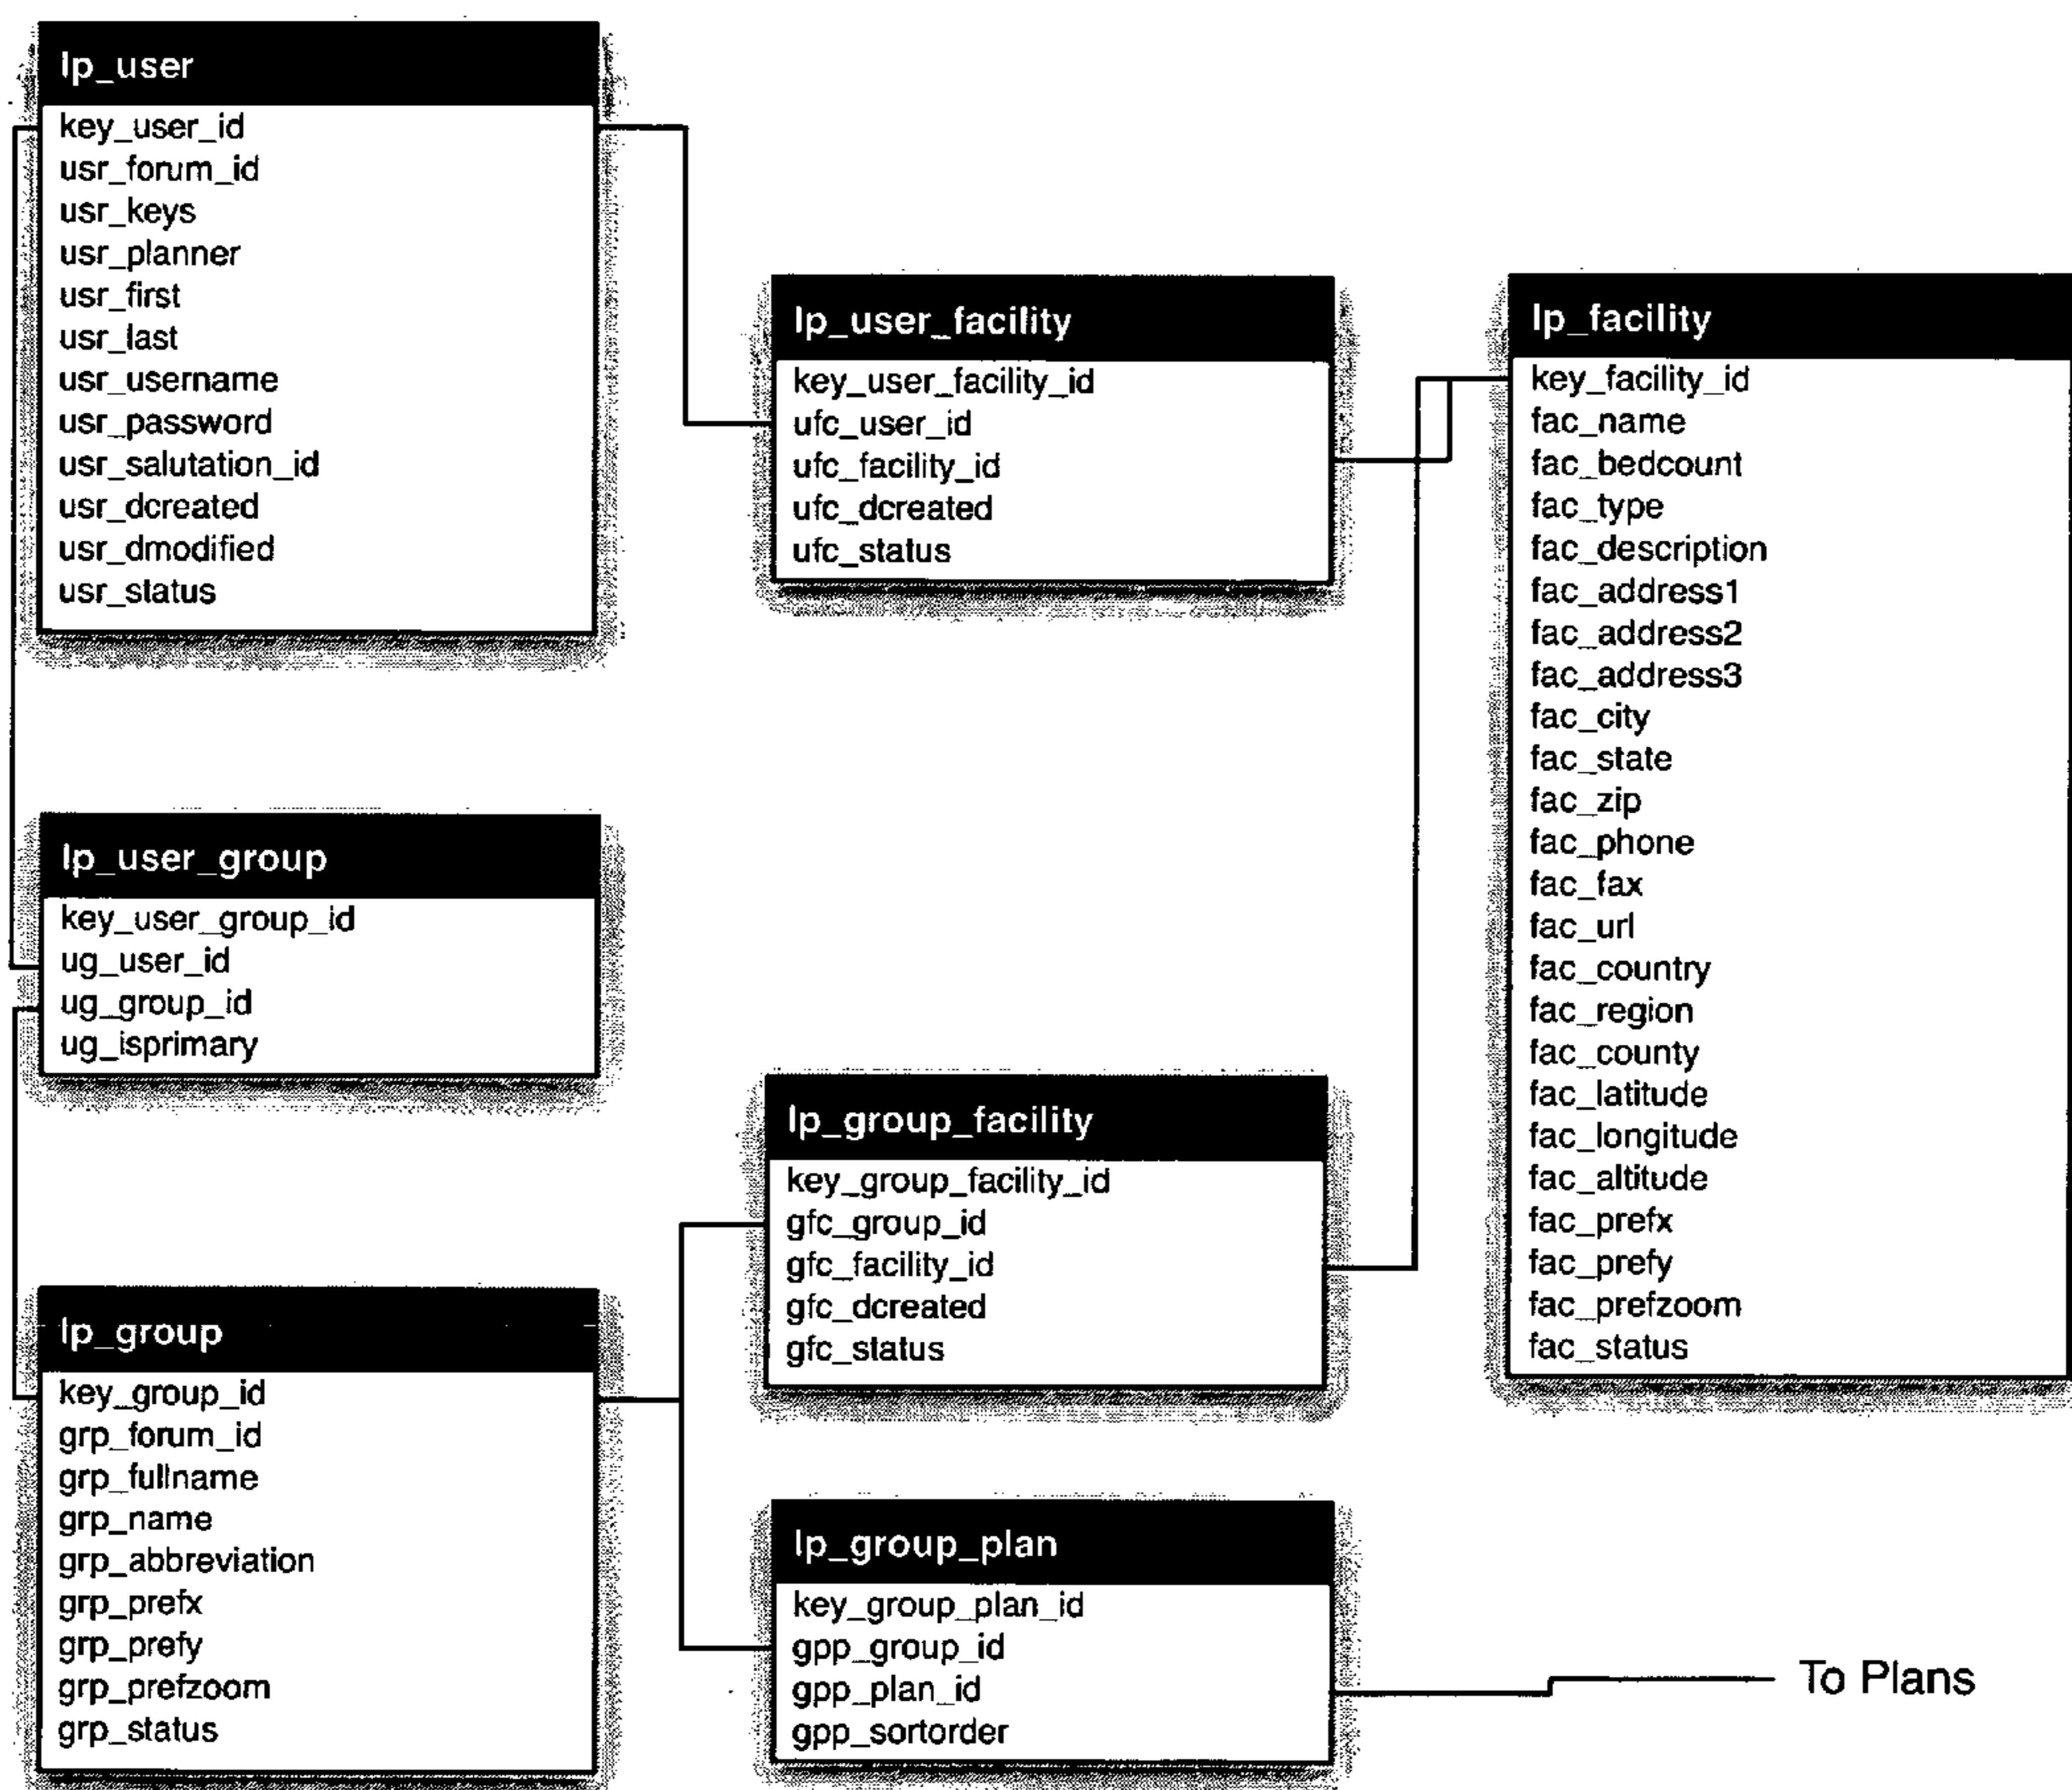 lp_user
key_user_id
usr_forum_id
usr_keys
usr_planner
usr_first
usr_last
usr_username
usr_password
usr_salutation_id
usr_dcreated
usr_dmodified
usr_status
lp_user_facility
key_user_facility_id
ufc_user_id
ufc_facility_id
ufc_dcreated
ufc_status
lp_facility
key_facility_id
fac_name
fac_bedcount
fac_type
fac_description
fac_address1
fac_address2
fac_address3
fac_city
fac_state
fac_zip
fac_phone
fac_fax
fac_url
fac_country
fac_region
fac_county
fac_latitude
fac_longitude
fac_altitude
fac_prefx
fac_prefy
fac_prefzoom
fac_status
lp_user_group
key_user_group_id
ug_user_id
ug_group_id
ug_isprimary
lp_group_facility
key_group_facility_id
gfc_group_id
gfc_facility_id
gfc_dcreated
gfc_status
lp_group
key_group_id
grp_forum_id
grp_fullname
grp_name
grp_abbreviation
grp_prefx
grp_prefy
grp_prefzoom
grp_status
lp_group_plan
key_group_plan_id
gpp_group_id
gpp_plan_id
gpp_sortorder
To Plans